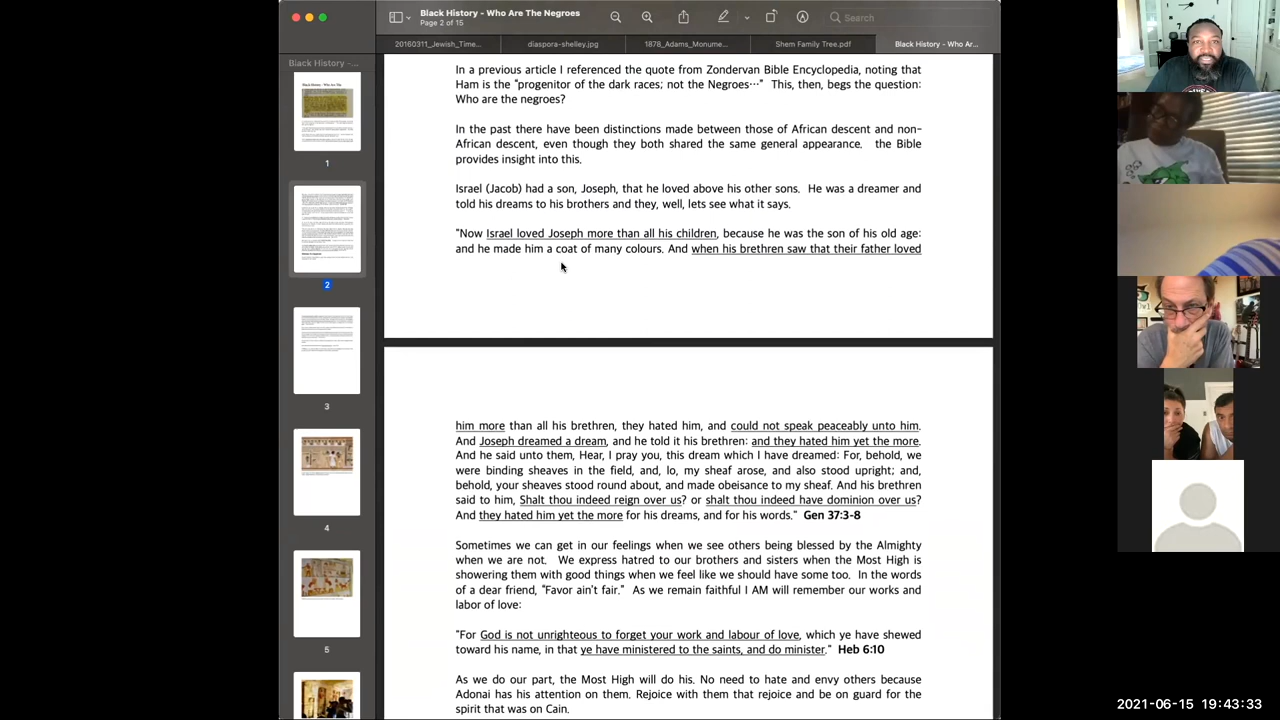 Black History - Who Are The Negroes
Page 2 of 15
Search
20160311_Jewish_Time...
diaspora-shelley.jpg
1878_Adams_Monume...
Shem Family Tree.pdf
Black History - Who Ar...
Black History -...
1
2
3
4
5
In a previous article I referenced the quote from Zondervan Bible Encyclopedia, noting that
Ham is the "progenitor of the dark races; not the Negroes…" This, then, begs the question:
Who are the negroes?
In the past there have been distinctions made between those of African descent and non-
African descent, even though they both shared the same general appearance. the Bible
provides insight into this.
Israel (Jacob) had a son, Joseph, that he loved above his other sons. He was a dreamer and
told his dreams to his brothers and they, well, lets see what it says.
"Now Israel loved Joseph more than all his children, because he was the son of his old age:
and he made him a coat of many colours. And when his brethren saw that their father loved
him more than all his brethren, they hated him, and could not speak peaceably unto him.
And Joseph dreamed a dream, and he told it his brethren: and they hated him yet the more.
And he said unto them, Hear, I pray you, this dream which I have dreamed: For, behold, we
were binding sheaves in the field, and, lo, my sheaf arose, and also stood upright; and,
behold, your sheaves stood round about, and made obeisance to my sheaf. And his brethren
said to him, Shalt thou indeed reign over us? or shalt thou indeed have dominion over us?
And they hated him yet the more for his dreams, and for his words." Gen 37:3-8
Sometimes we can get in our feelings when we see others being blessed by the Almighty
when we are not. We express hatred to our brothers and sisters when the Most High is
showering them with good things when we feel like we should have some too. In the words
of a dear friend, "Favor ain't fair." As we remain faithful I AM will remember our works and
labor of love:
"For God is not unrighteous to forget your work and labour of love, which ye have shewed
toward his name, in that ye have ministered to the saints, and do minister." Heb 6:10
As we do our part, the Most High will do his. No need to hate and envy others because
Adonai has his attention on them. Rejoice with them that rejoice and be on guard for the
spirit that was on Cain.
2021-06-15 19:43:33